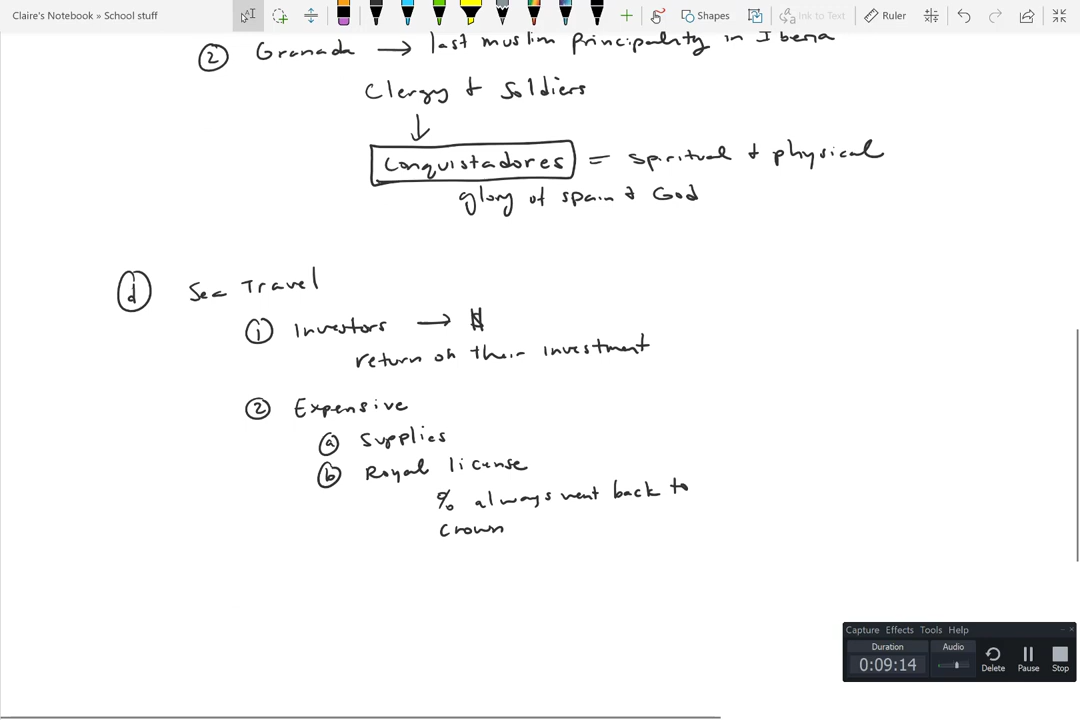 Claire's Notebook » School stuff
Shapes
Ink to Text
Ruler
② Granada → last muslim principality in Iberia
Clergy + Soldiers
↓
Conquistadores = spiritual + physical
glory of spain + God
ⓓ Sea Travel
① Investors → $
return on their investment
② Expensive
ⓐ Supplies
ⓑ Royal license
% always went back to
crown
Capture Effects Tools Help
Duration
Audio
0:09:14
Delete
Pause
Stop